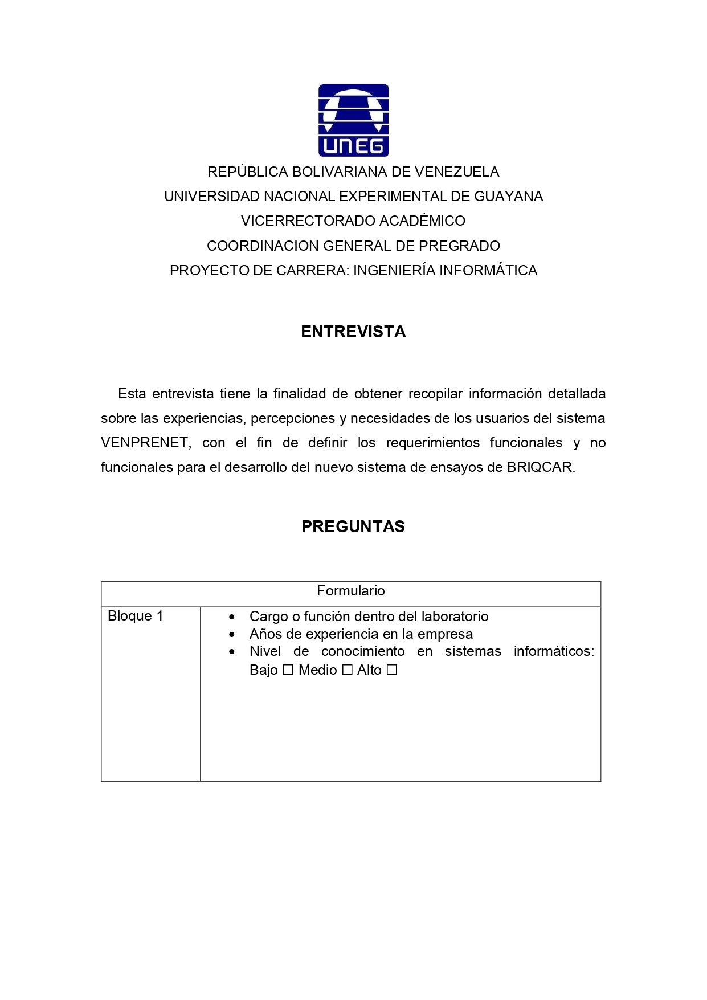 UNEG
REPÚBLICA BOLIVARIANA DE VENEZUELA
UNIVERSIDAD NACIONAL EXPERIMENTAL DE GUAYANA
VICERRECTORADO ACADÉMICO
COORDINACION GENERAL DE PREGRADO
PROYECTO DE CARRERA: INGENIERÍA INFORMÁTICA
ENTREVISTA
Esta entrevista tiene la finalidad de obtener recopilar información detallada
sobre las experiencias, percepciones y necesidades de los usuarios del sistema
VENPRENET, con el fin de definir los requerimientos funcionales y no
funcionales para el desarrollo del nuevo sistema de ensayos de BRIQCAR.
PREGUNTAS
Formulario
Bloque 1
• Cargo o función dentro del laboratorio
• Años de experiencia en la empresa
• Nivel de conocimiento en sistemas informáticos:
Bajo ☐ Medio ☐ Alto ☐